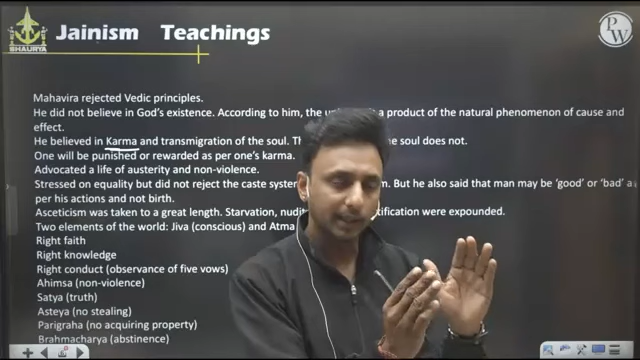 SHAURYA
Jainism Teachings
PW
Mahavira rejected Vedic principles.
He did not believe in God's existence. According to him, the a product of the natural phenomenon of cause and
effect.
He believed in Karma and transmigration of the soul. the soul does not.
One will be punished or rewarded as per one's karma.
Advocated a life of austerity and non-violence.
Stressed on equality but did not reject the caste But he also said that man may be 'good' or 'bad' a
per his actions and not birth.
Asceticism was taken to a great length. Starvation, were expounded.
Two elements of the world: Jiva (conscious) and Atma
Right faith
Right knowledge
Right conduct (observance of five vows)
Ahimsa (non-violence)
Satya (truth)
Asteya (no stealing)
Parigraha (no acquiring property)
Brahmacharya (abstinence)